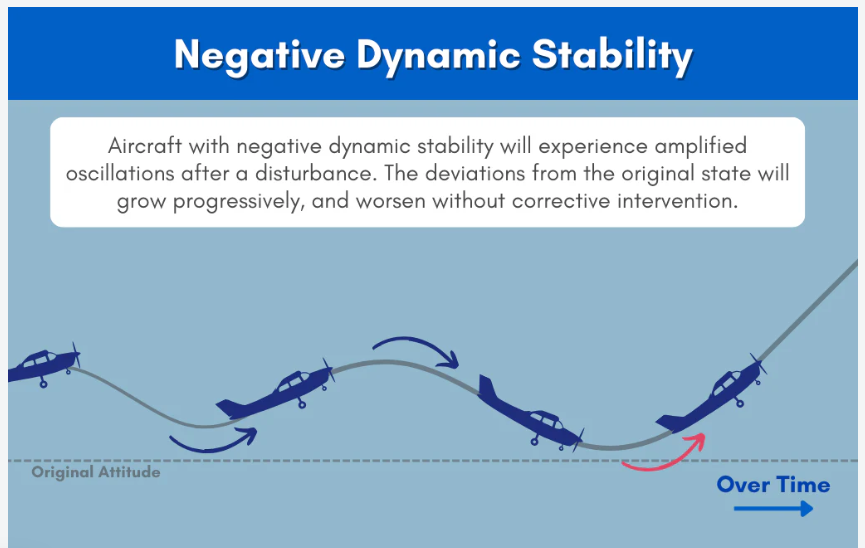 Negative Dynamic Stability
Aircraft with negative dynamic stability will experience amplified
oscillations after a disturbance. The deviations from the original state will
grow progressively, and worsen without corrective intervention.
Original Attitude
Over Time